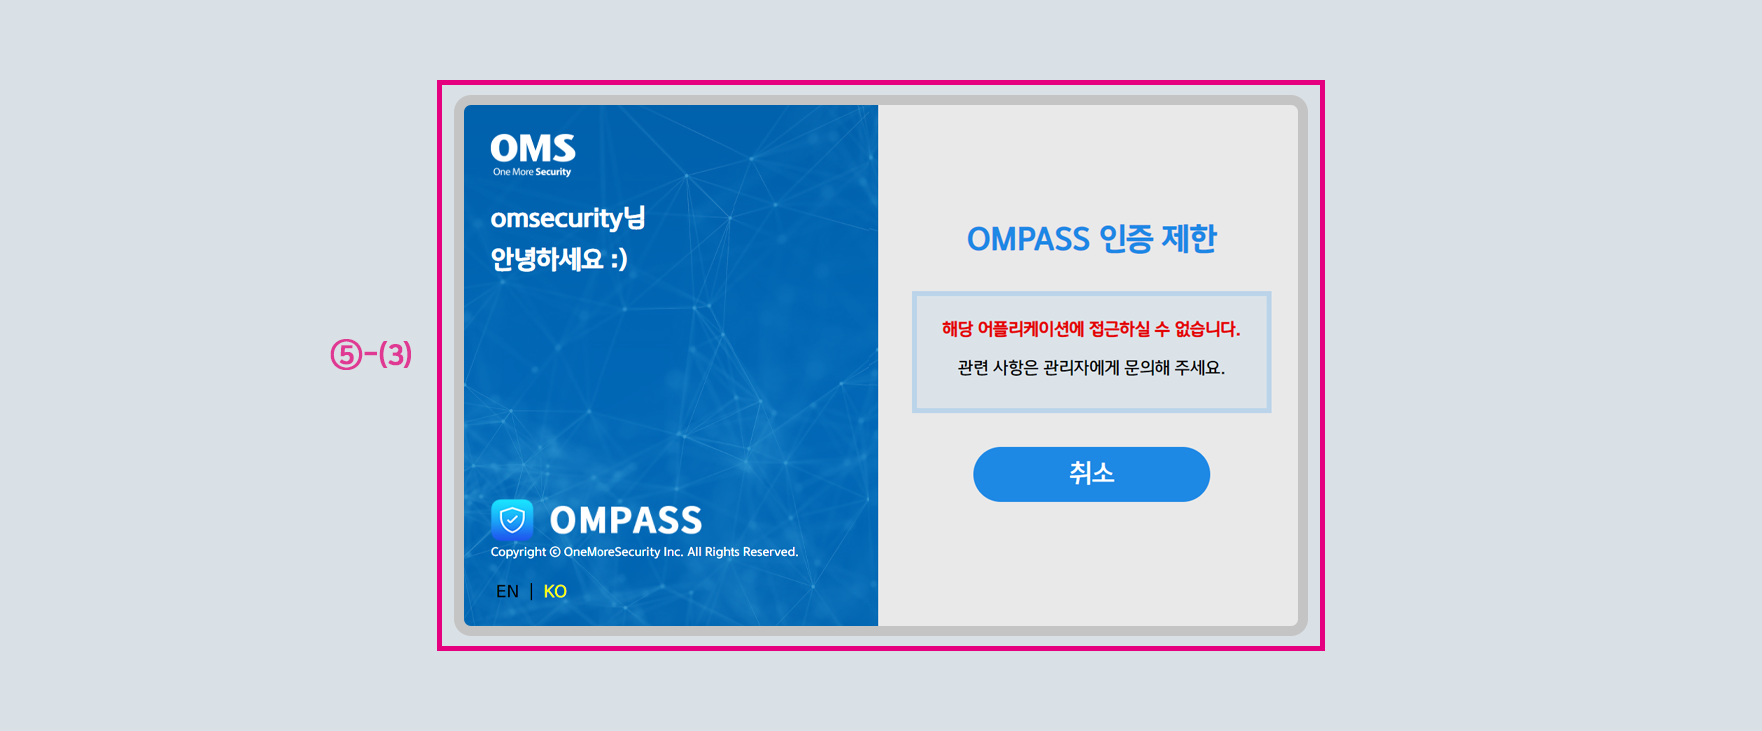 ⑤-(3)
OMS
One More Security
omsecurity님
안녕하세요 :)
OMPASS
Copyright ⓒ OneMoreSecurity Inc. All Rights Reserved.
EN | KO
OMPASS 인증 제한
해당 어플리케이션에 접근하실 수 없습니다.
관련 사항은 관리자에게 문의해 주세요.
취소